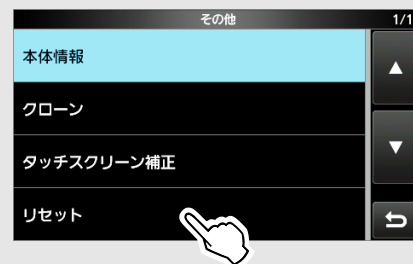 その他 1/1
本体情報
クローン
タッチスクリーン補正
リセット